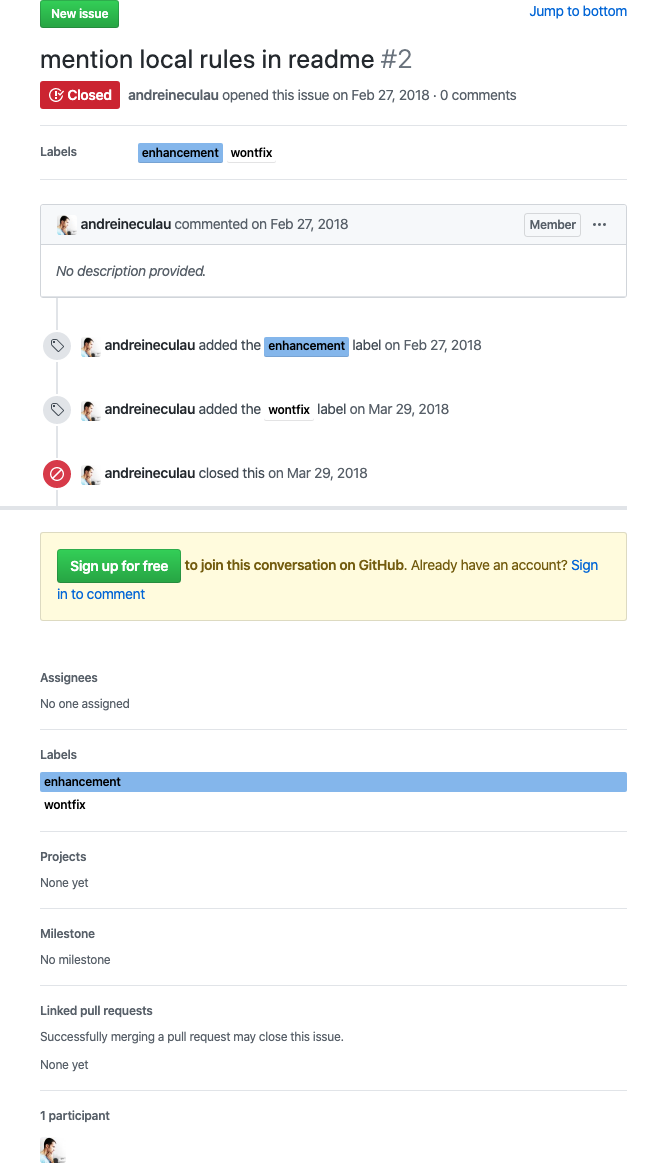 New issue
Jump to bottom
mention local rules in readme #2
Closed andreineculau opened this issue on Feb 27, 2018 · 0 comments
Labels enhancement wontfix
andreineculau commented on Feb 27, 2018 Member ···
No description provided.
andreineculau added the enhancement label on Feb 27, 2018
andreineculau added the wontfix label on Mar 29, 2018
andreineculau closed this on Mar 29, 2018
Sign up for free to join this conversation on GitHub. Already have an account? Sign
in to comment
Assignees
No one assigned
Labels
enhancement
wontfix
Projects
None yet
Milestone
No milestone
Linked pull requests
Successfully merging a pull request may close this issue.
None yet
1 participant